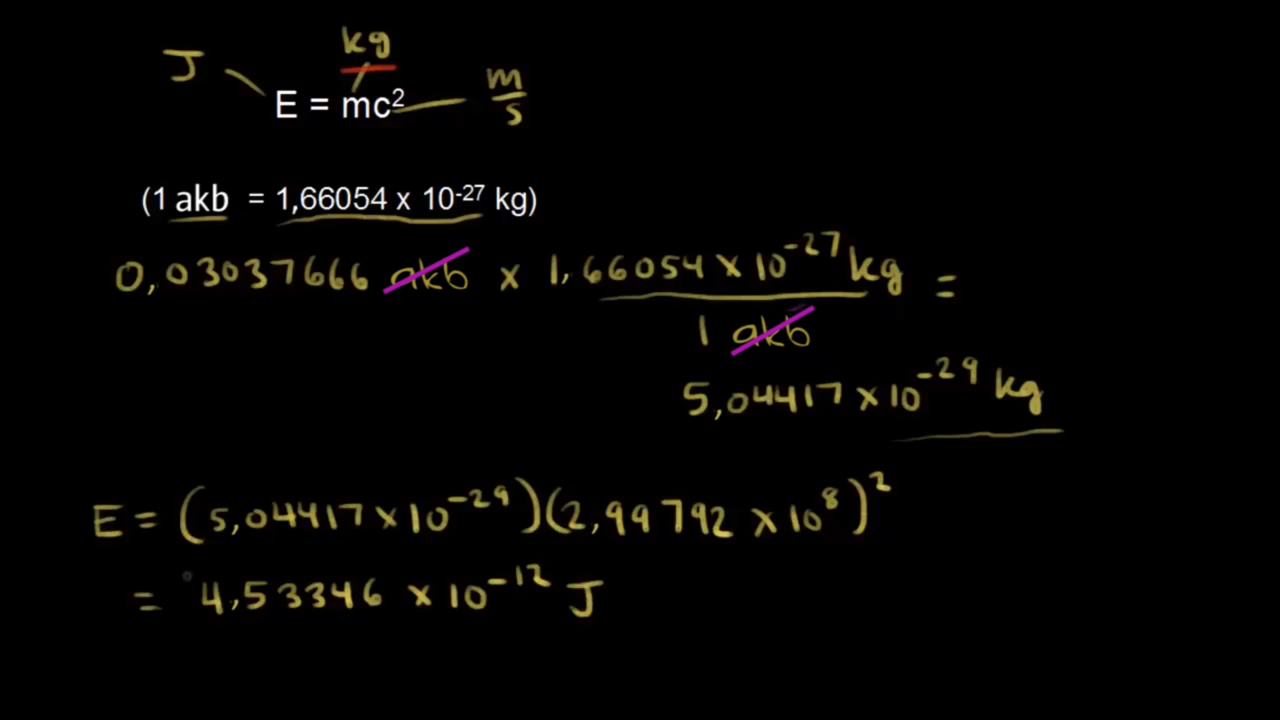 kg
J
m
E = mc²
s
(1 akb = 1,66054 x 10⁻²⁷ kg)
0,03037666 akb x 1,66054 x 10⁻²⁷ kg =
1 akb
5,04417 x 10⁻²⁹ kg
E = (5,04417 x 10⁻²⁹)(2,99792 x 10⁸)²
= 4,53346 x 10⁻¹² J